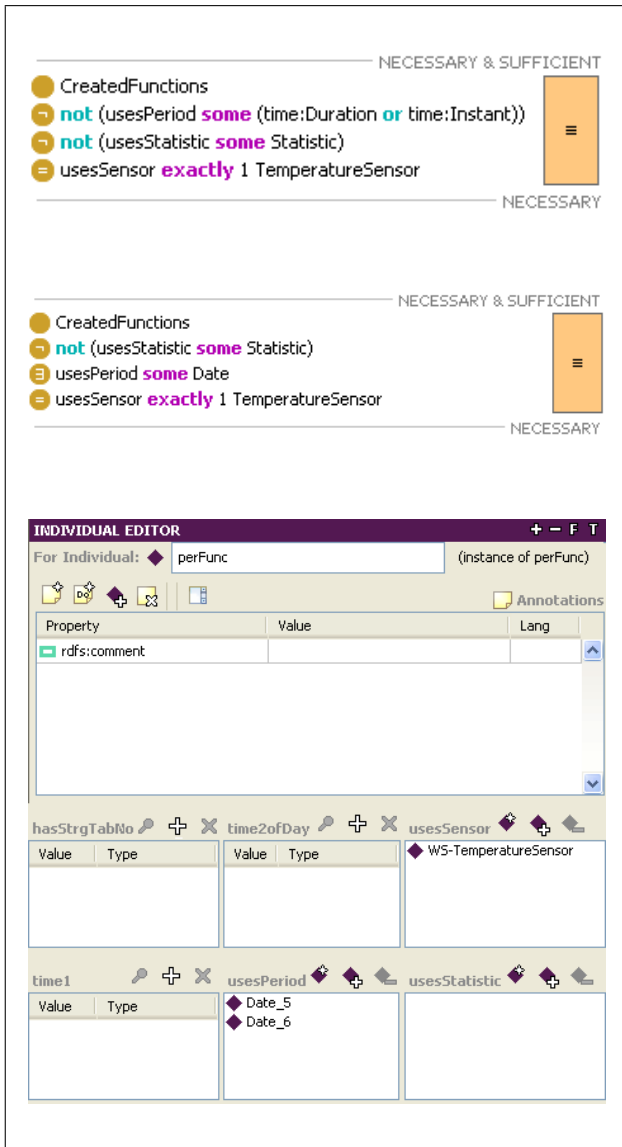 NECESSARY & SUFFICIENT
CreatedFunctions
¬ not (usesPeriod some (time:Duration or time:Instant))
¬ not (usesStatistic some Statistic)
= usesSensor exactly 1 TemperatureSensor
≡
NECESSARY
NECESSARY & SUFFICIENT
CreatedFunctions
¬ not (usesStatistic some Statistic)
∃ usesPeriod some Date
= usesSensor exactly 1 TemperatureSensor
≡
NECESSARY
INDIVIDUAL EDITOR + − F T
For Individual: perFunc (instance of perFunc)
Annotations
Property Value Lang
rdfs:comment
hasStrgTabNo time2ofDay usesSensor
Value Type Value Type WS-TemperatureSensor
time1 usesPeriod usesStatistic
Value Type Date_5
Date_6